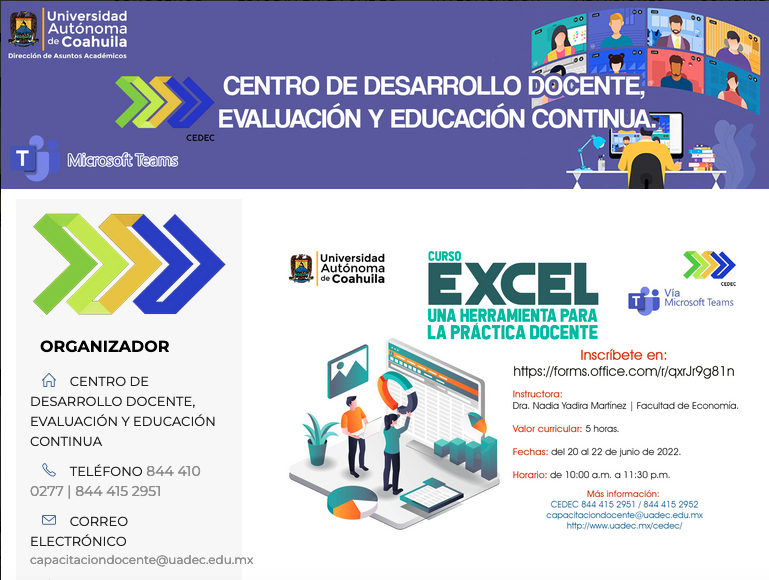 Universidad
Autónoma
de Coahuila
Dirección de Asuntos Académicos
CENTRO DE DESARROLLO DOCENTE,
EVALUACIÓN Y EDUCACIÓN CONTINUA.
CEDEC
T
Microsoft Teams
ORGANIZADOR
CENTRO DE
DESARROLLO DOCENTE,
EVALUACIÓN Y EDUCACIÓN
CONTINUA
TELÉFONO 844 410
0277 | 844 415 2951
CORREO
ELECTRÓNICO
capacitaciondocente@uadec.edu.mx
Universidad
Autónoma
de Coahuila
CURSO
EXCEL
UNA HERRAMIENTA PARA
LA PRÁCTICA DOCENTE
CEDEC
T
Vía
Microsoft Teams
Inscríbete en:
https://forms.office.com/r/qxrJr9g81n
Instructora:
Dra. Nadia Yadira Martínez | Facultad de Economía.
Valor curricular: 5 horas.
Fechas: del 20 al 22 de junio de 2022.
Horario: de 10:00 a.m. a 11:30 p.m.
Más información:
CEDEC 844 415 2951 / 844 415 2952
capacitaciondocente@uadec.edu.mx
http://www.uadec.mx/cedec/